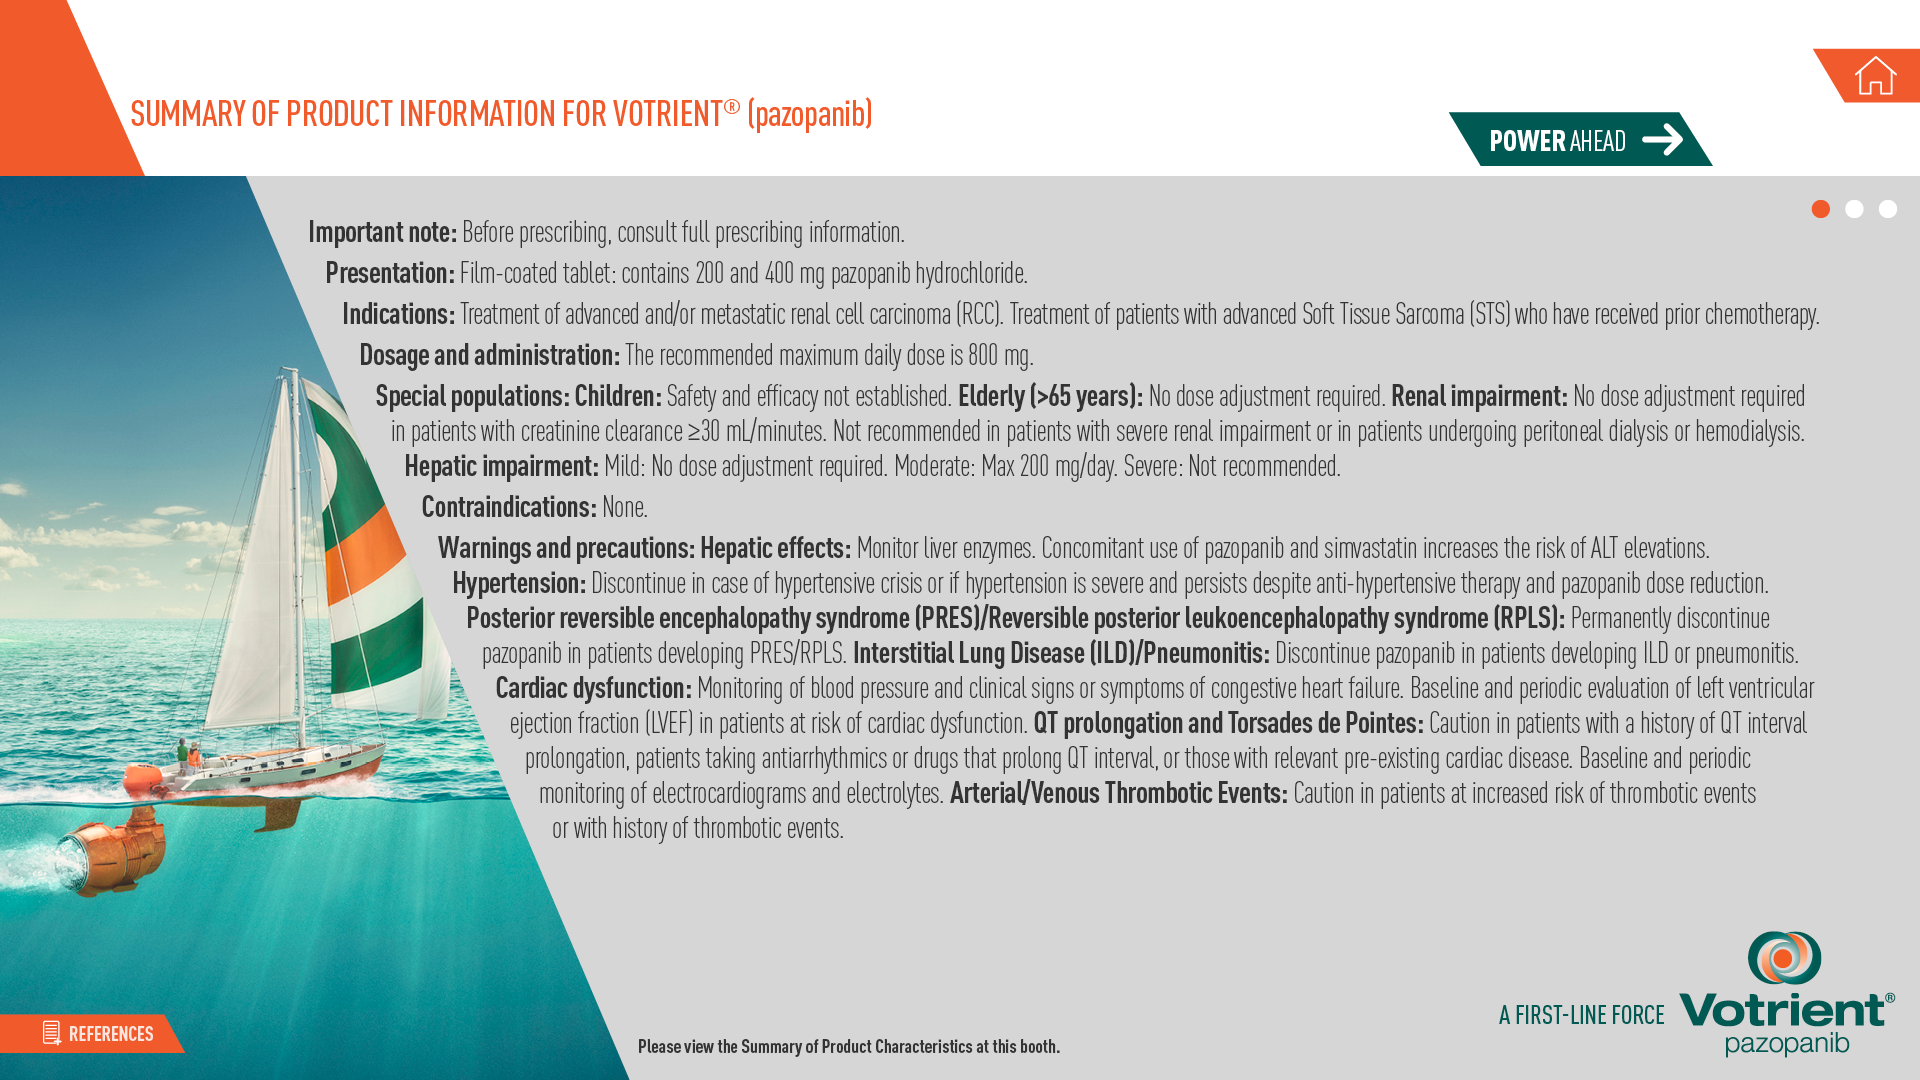 SUMMARY OF PRODUCT INFORMATION FOR VOTRIENT® (pazopanib)
POWER AHEAD
Important note: Before prescribing, consult full prescribing information.
Presentation: Film-coated tablet: contains 200 and 400 mg pazopanib hydrochloride.
Indications: Treatment of advanced and/or metastatic renal cell carcinoma (RCC). Treatment of patients with advanced Soft Tissue Sarcoma (STS) who have received prior chemotherapy.
Dosage and administration: The recommended maximum daily dose is 800 mg.
Special populations: Children: Safety and efficacy not established. Elderly (>65 years): No dose adjustment required. Renal impairment: No dose adjustment required
in patients with creatinine clearance ≥30 mL/minutes. Not recommended in patients with severe renal impairment or in patients undergoing peritoneal dialysis or hemodialysis.
Hepatic impairment: Mild: No dose adjustment required. Moderate: Max 200 mg/day. Severe: Not recommended.
Contraindications: None.
Warnings and precautions: Hepatic effects: Monitor liver enzymes. Concomitant use of pazopanib and simvastatin increases the risk of ALT elevations.
Hypertension: Discontinue in case of hypertensive crisis or if hypertension is severe and persists despite anti-hypertensive therapy and pazopanib dose reduction.
Posterior reversible encephalopathy syndrome (PRES)/Reversible posterior leukoencephalopathy syndrome (RPLS): Permanently discontinue
pazopanib in patients developing PRES/RPLS. Interstitial Lung Disease (ILD)/Pneumonitis: Discontinue pazopanib in patients developing ILD or pneumonitis.
Cardiac dysfunction: Monitoring of blood pressure and clinical signs or symptoms of congestive heart failure. Baseline and periodic evaluation of left ventricular
ejection fraction (LVEF) in patients at risk of cardiac dysfunction. QT prolongation and Torsades de Pointes: Caution in patients with a history of QT interval
prolongation, patients taking antiarrhythmics or drugs that prolong QT interval, or those with relevant pre-existing cardiac disease. Baseline and periodic
monitoring of electrocardiograms and electrolytes. Arterial/Venous Thrombotic Events: Caution in patients at increased risk of thrombotic events
or with history of thrombotic events.
A FIRST-LINE FORCE
Votrient®
pazopanib
REFERENCES
Please view the Summary of Product Characteristics at this booth.